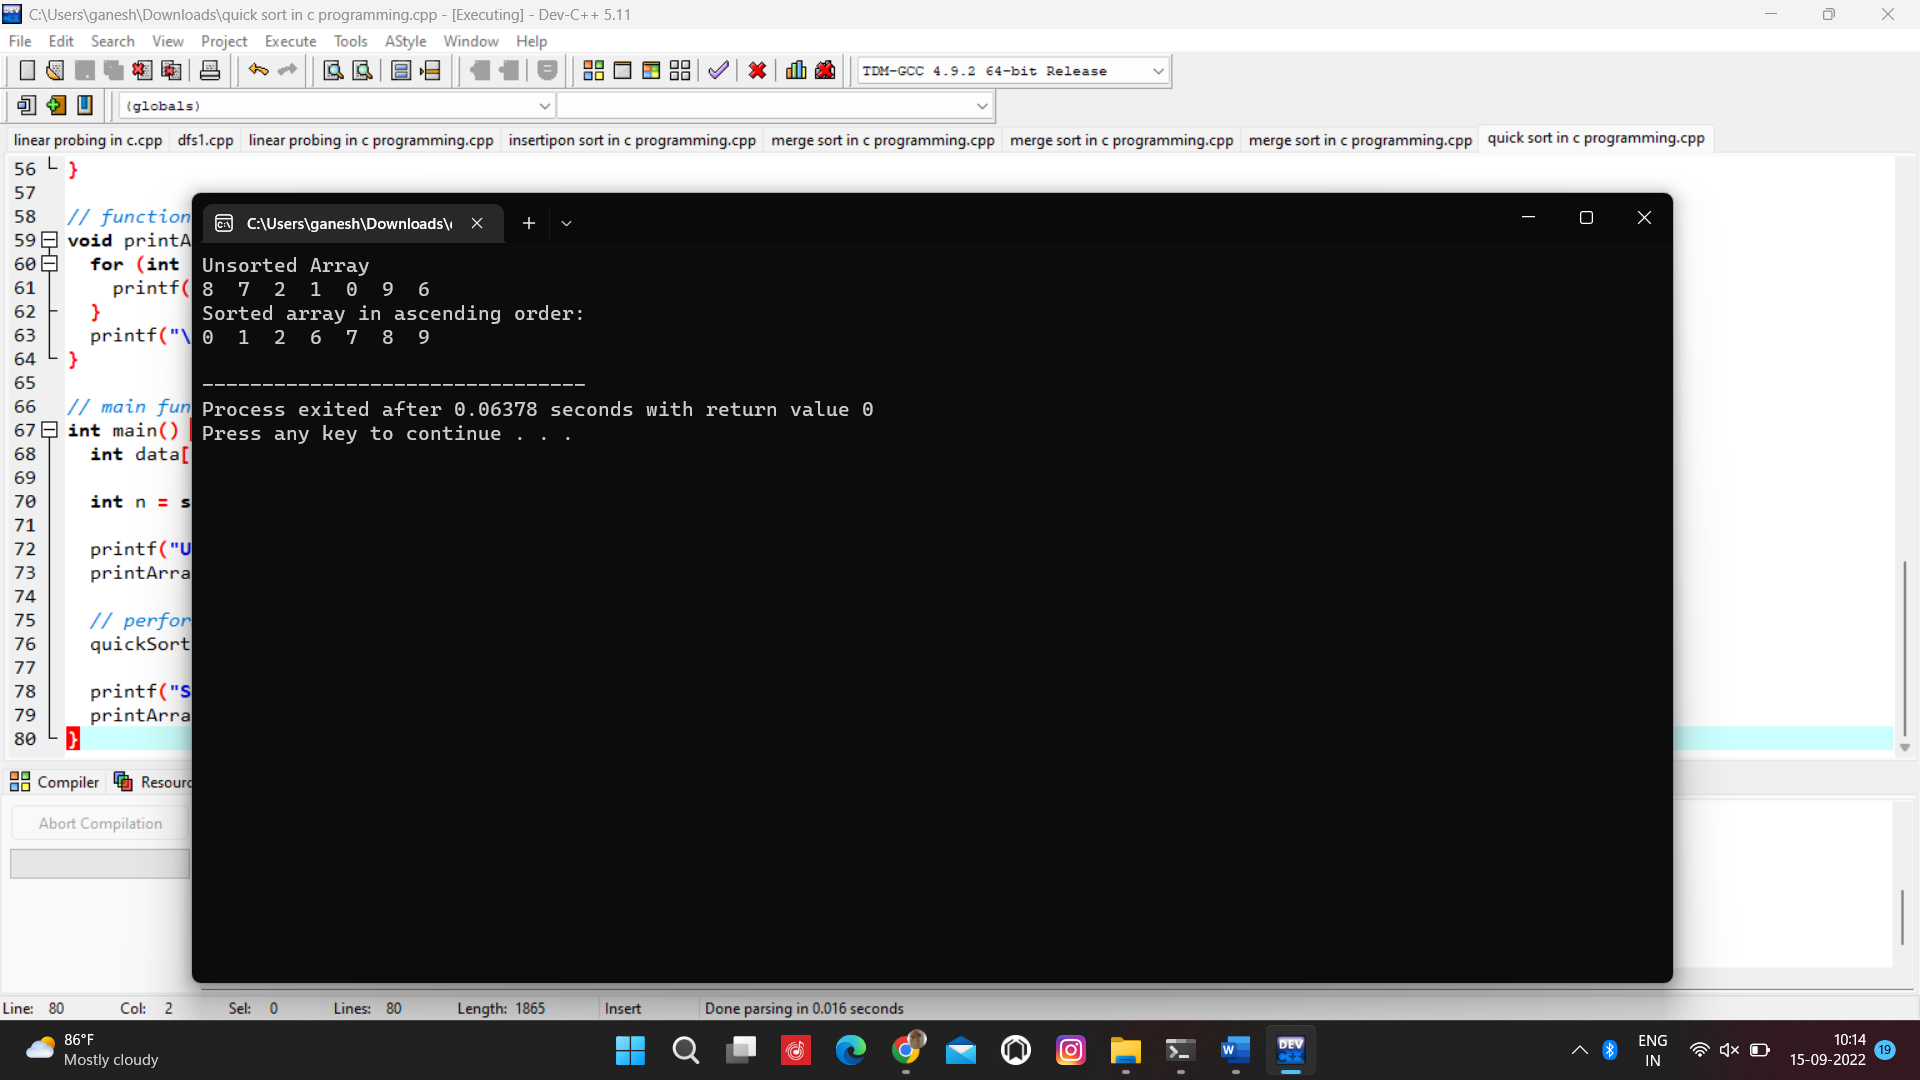 C:\Users\ganesh\Downloads\quick sort in c programming.cpp - [Executing] - Dev-C++ 5.11
File Edit Search View Project Execute Tools AStyle Window Help
TDM-GCC 4.9.2 64-bit Release
(globals)
linear probing in c.cpp dfs1.cpp linear probing in c programming.cpp insertipon sort in c programming.cpp merge sort in c programming.cpp merge sort in c programming.cpp merge sort in c programming.cpp quick sort in c programming.cpp
56 }
57
58 // function
59 void printA
60 for (int
61 printf(
62 }
63 printf("\
64 }
65
66 // main fun
67 int main()
68 int data[
69
70 int n = s
71
72 printf("U
73 printArra
74
75 // perfor
76 quickSort
77
78 printf("S
79 printArra
80 }
C:\Users\ganesh\Downloads\
Unsorted Array
8 7 2 1 0 9 6
Sorted array in ascending order:
0 1 2 6 7 8 9
--------------------------------
Process exited after 0.06378 seconds with return value 0
Press any key to continue . . .
Compiler Resourc
Abort Compilation
Line: 80 Col: 2 Sel: 0 Lines: 80 Length: 1865 Insert Done parsing in 0.016 seconds
86°F
Mostly cloudy
DEV
C++
ENG
IN
10:14
15-09-2022
19